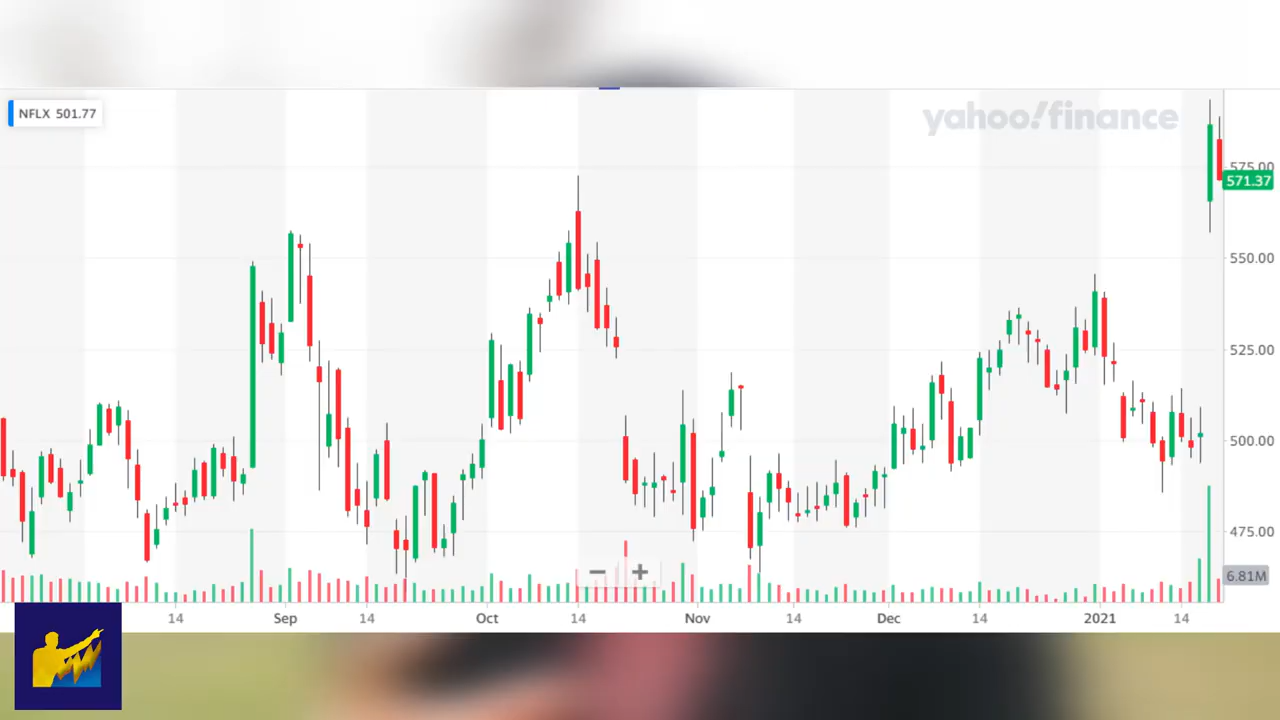 NFLX 501.77
yahoo!finance
575.00
571.37
550.00
525.00
500.00
475.00
6.81M
− +
14 Sep 14 Oct 14 Nov 14 Dec 14 2021 14